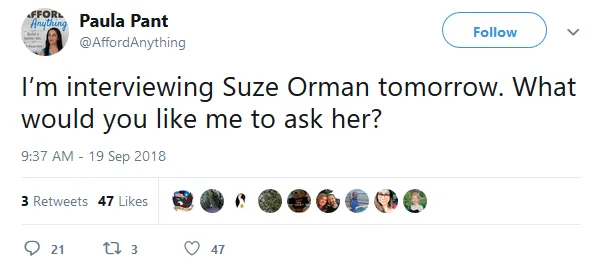 AFFORD
Anything
Paula Pant
@AffordAnything
Follow
I’m interviewing Suze Orman tomorrow. What
would you like me to ask her?
9:37 AM - 19 Sep 2018
3 Retweets 47 Likes
21 3 47